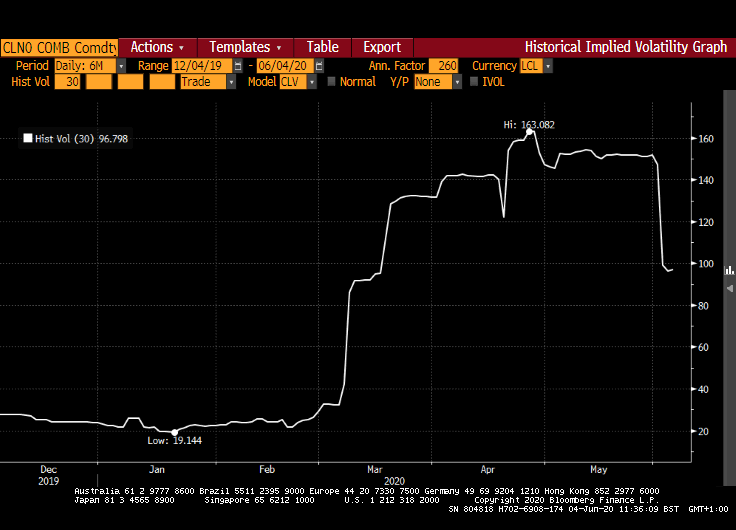 CLN0 COMB Comdty Actions Templates Table Export Historical Implied Volatility Graph
Period Daily: 6M Range 12/04/19 - 06/04/20 Ann. Factor 260 Currency LCL
Hist Vol 30 Trade Model CLV Normal Y/P None IVOL
Hi: 163.082
Hist Vol (30) 96.798
160
140
120
100
80
60
40
20
Low: 19.144
Dec Jan Feb Mar Apr May
2019 2020
Australia 61 2 9777 8600 Brazil 5511 2395 9000 Europe 44 20 7330 7500 Germany 49 69 9204 1210 Hong Kong 852 2977 6000
Japan 81 3 4565 8900 Singapore 65 6212 1000 U.S. 1 212 318 2000 Copyright 2020 Bloomberg Finance L.P.
SN 804818 H702-6908-174 04-Jun-20 11:36:09 BST GMT+1:00